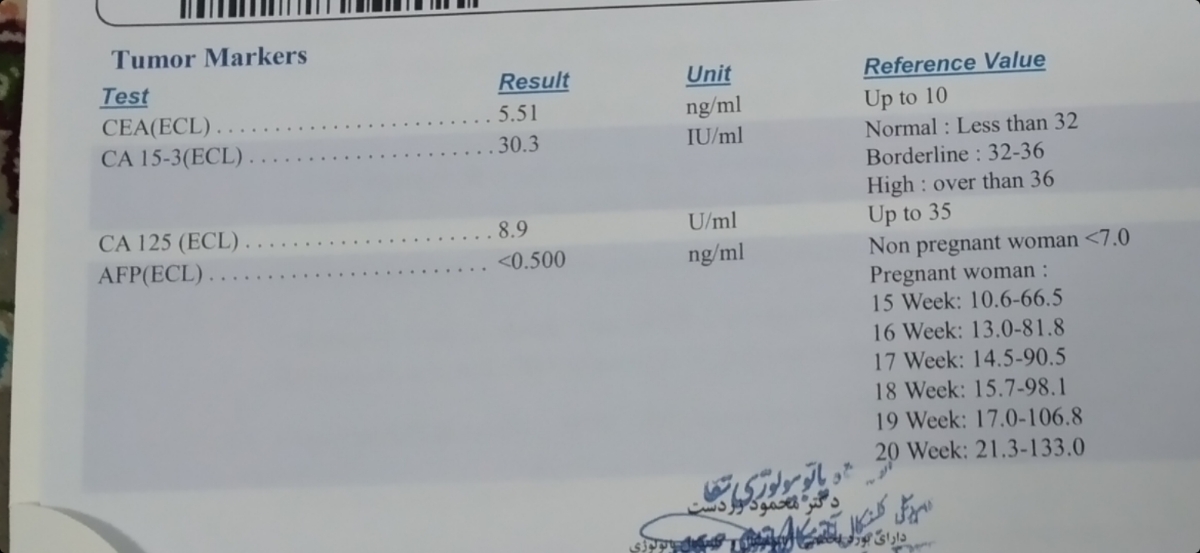 Tumor Markers
Test Result Unit Reference Value
CEA(ECL) ........................ 5.51 ng/ml Up to 10
CA 15-3(ECL) ..................... 30.3 IU/ml Normal : Less than 32
Borderline : 32-36
High : over than 36
CA 125 (ECL) ..................... 8.9 U/ml Up to 35
AFP(ECL) ........................ <0.500 ng/ml Non pregnant woman <7.0
Pregnant woman :
15 Week: 10.6-66.5
16 Week: 13.0-81.8
17 Week: 14.5-90.5
18 Week: 15.7-98.1
19 Week: 17.0-106.8
20 Week: 21.3-133.0
دکتر محمود
دارای بورد